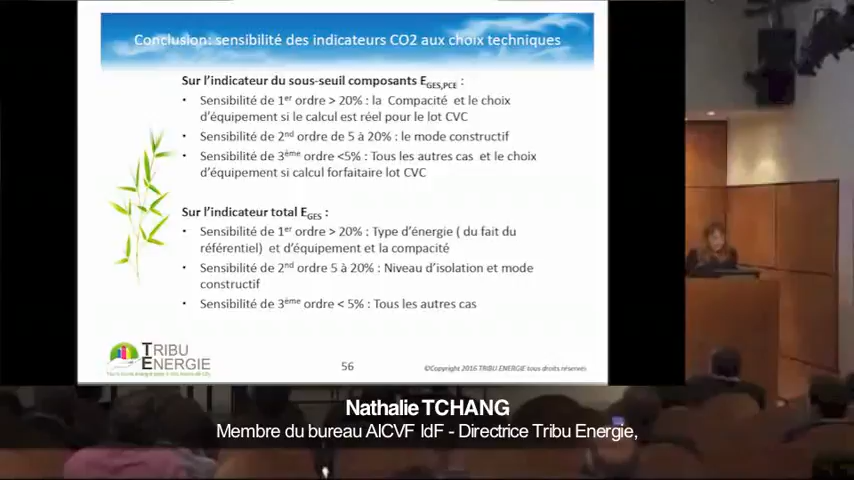 Conclusion: sensibilité des indicateurs CO2 aux choix techniques
Sur l'indicateur du sous-seuil composants EGES,PCE :
• Sensibilité de 1er ordre > 20% : la Compacité et le choix
d'équipement si le calcul est réel pour le lot CVC
• Sensibilité de 2nd ordre de 5 à 20% : le mode constructif
• Sensibilité de 3ème ordre <5% : Tous les autres cas et le choix
d'équipement si calcul forfaitaire lot CVC
Sur l'indicateur total EGES :
• Sensibilité de 1er ordre > 20% : Type d'énergie ( du fait du
référentiel) et d'équipement et la compacité
• Sensibilité de 2nd ordre 5 à 20% : Niveau d'isolation et mode
constructif
• Sensibilité de 3ème ordre < 5% : Tous les autres cas
TRIBU
ENERGIE
56
©Copyright 2016 TRIBU ENERGIE tous droits réservés
Nathalie TCHANG
Membre du bureau AICVF IdF - Directrice Tribu Energie,